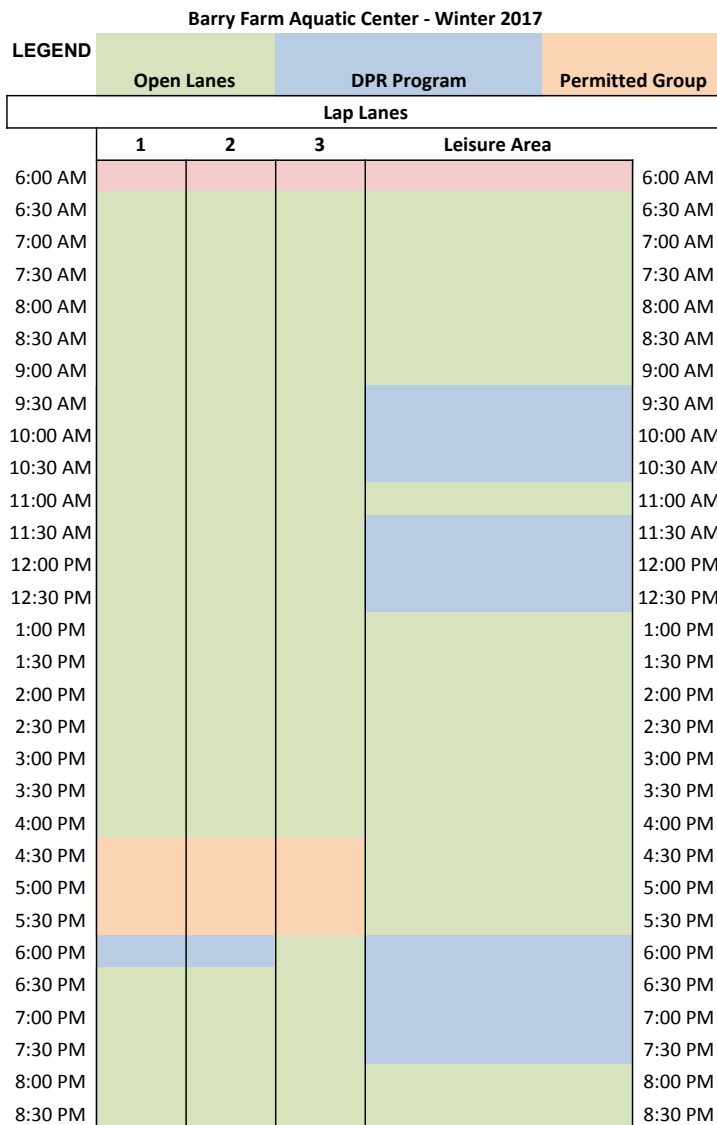 Barry Farm Aquatic Center - Winter 2017
LEGEND
Open Lanes DPR Program Permitted Group
Lap Lanes
1 2 3 Leisure Area
6:00 AM 6:00 AM
6:30 AM 6:30 AM
7:00 AM 7:00 AM
7:30 AM 7:30 AM
8:00 AM 8:00 AM
8:30 AM 8:30 AM
9:00 AM 9:00 AM
9:30 AM 9:30 AM
10:00 AM 10:00 AM
10:30 AM 10:30 AM
11:00 AM 11:00 AM
11:30 AM 11:30 AM
12:00 PM 12:00 PM
12:30 PM 12:30 PM
1:00 PM 1:00 PM
1:30 PM 1:30 PM
2:00 PM 2:00 PM
2:30 PM 2:30 PM
3:00 PM 3:00 PM
3:30 PM 3:30 PM
4:00 PM 4:00 PM
4:30 PM 4:30 PM
5:00 PM 5:00 PM
5:30 PM 5:30 PM
6:00 PM 6:00 PM
6:30 PM 6:30 PM
7:00 PM 7:00 PM
7:30 PM 7:30 PM
8:00 PM 8:00 PM
8:30 PM 8:30 PM